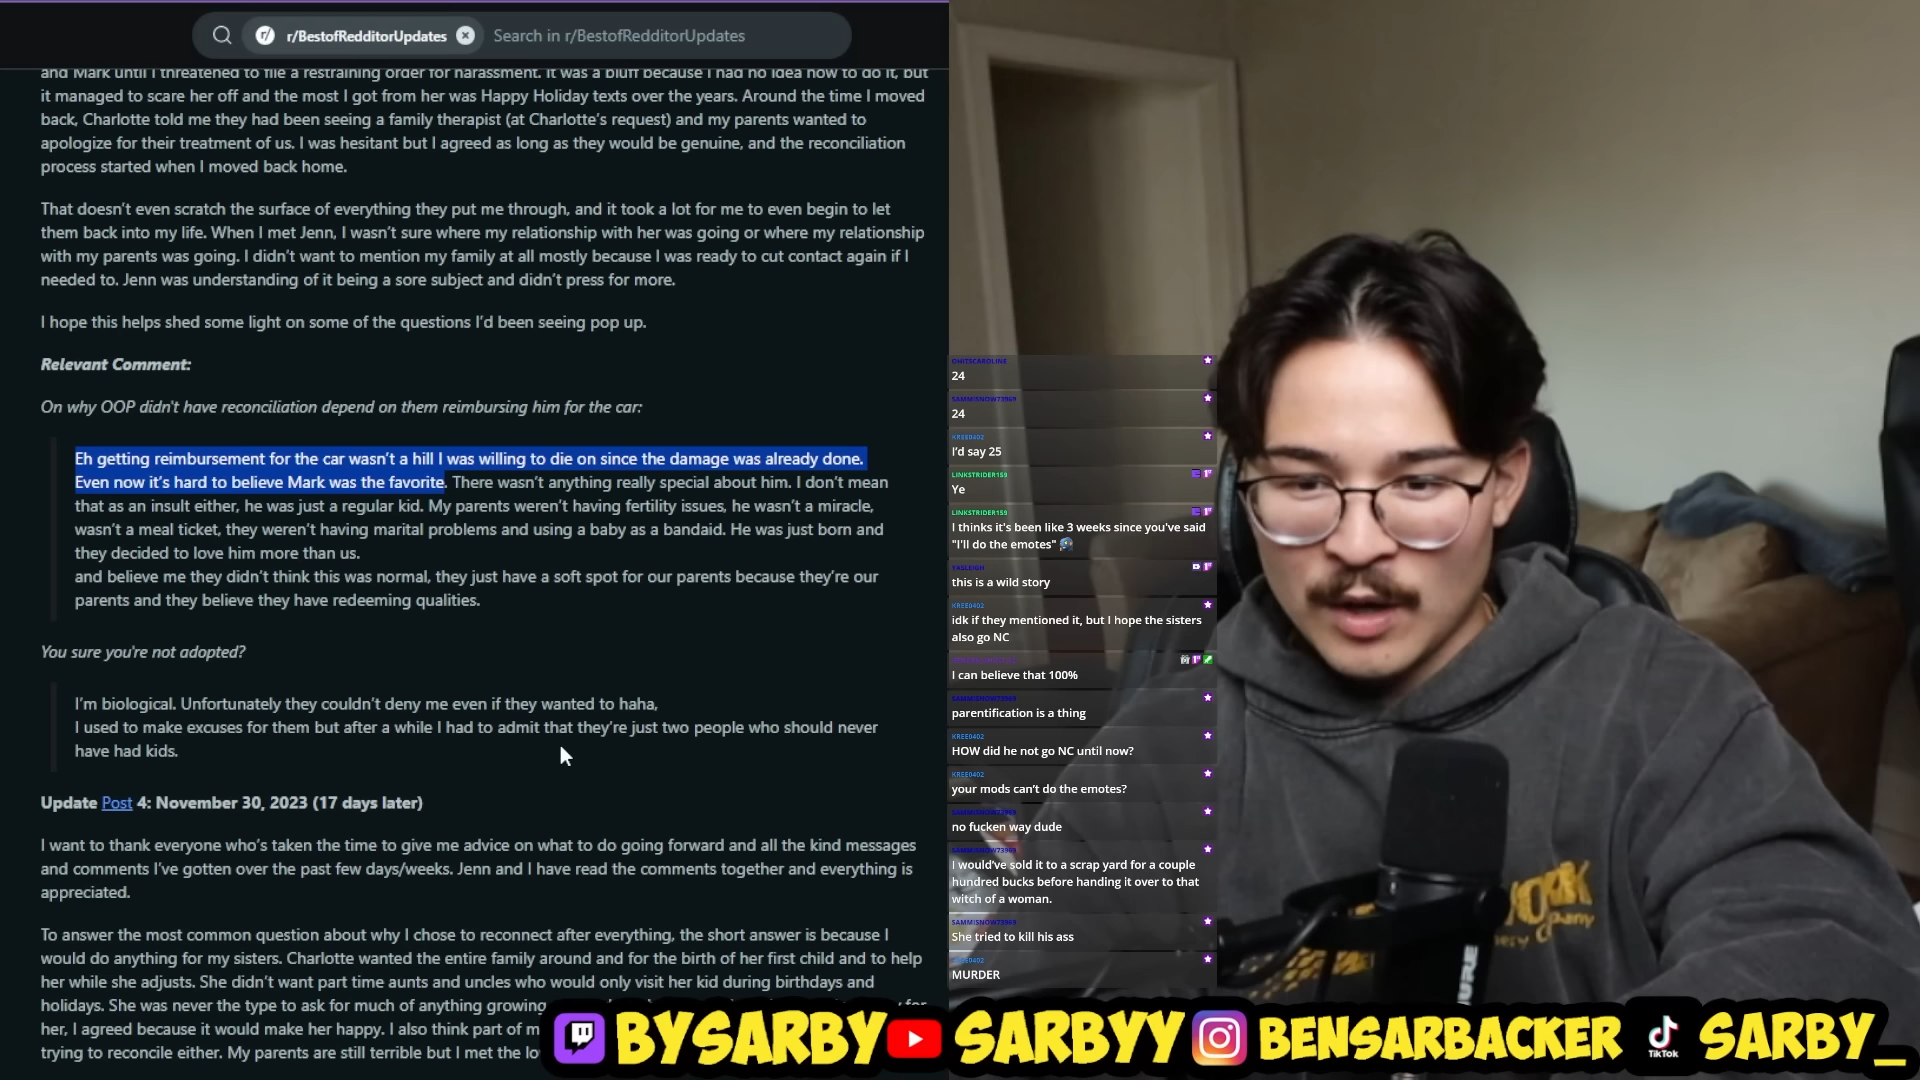 r/BestofRedditorUpdates
Search in r/BestofRedditorUpdates
and Mark until I threatened to file a restraining order for harassment. It was a bluff because I had no idea how to do it, but
it managed to scare her off and the most I got from her was Happy Holiday texts over the years. Around the time I moved
back, Charlotte told me they had been seeing a family therapist (at Charlotte's request) and my parents wanted to
apologize for their treatment of us. I was hesitant but I agreed as long as they would be genuine, and the reconciliation
process started when I moved back home.
That doesn't even scratch the surface of everything they put me through, and it took a lot for me to even begin to let
them back into my life. When I met Jenn, I wasn't sure where my relationship with her was going or where my relationship
with my parents was going. I didn't want to mention my family at all mostly because I was ready to cut contact again if I
needed to. Jenn was understanding of it being a sore subject and didn't press for more.
I hope this helps shed some light on some of the questions I'd been seeing pop up.
Relevant Comment:
On why OOP didn't have reconciliation depend on them reimbursing him for the car:
Eh getting reimbursement for the car wasn't a hill I was willing to die on since the damage was already done.
Even now it's hard to believe Mark was the favorite. There wasn't anything really special about him. I don't mean
that as an insult either, he was just a regular kid. My parents weren't having fertility issues, he wasn't a miracle,
wasn't a meal ticket, they weren't having marital problems and using a baby as a bandaid. He was just born and
they decided to love him more than us.
and believe me they didn't think this was normal, they just have a soft spot for our parents because they're our
parents and they believe they have redeeming qualities.
You sure you're not adopted?
I'm biological. Unfortunately they couldn't deny me even if they wanted to haha,
I used to make excuses for them but after a while I had to admit that they're just two people who should never
have had kids.
Update Post 4: November 30, 2023 (17 days later)
I want to thank everyone who's taken the time to give me advice on what to do going forward and all the kind messages
and comments I've gotten over the past few days/weeks. Jenn and I have read the comments together and everything is
appreciated.
To answer the most common question about why I chose to reconnect after everything, the short answer is because I
would do anything for my sisters. Charlotte wanted the entire family around and for the birth of her first child and to help
her while she adjusts. She didn't want part time aunts and uncles who would only visit her kid during birthdays and
holidays. She was never the type to ask for much of anything growing
her, I agreed because it would make her happy. I also think part of m
trying to reconcile either. My parents are still terrible but I met the lo
OHITSCAROLINE
24
SAMMISNOW73969
24
KREE0402
I'd say 25
LINKSTRIDER159
Ye
LINKSTRIDER159
I thinks it's been like 3 weeks since you've said
"I'll do the emotes"
YASLEIGH
this is a wild story
KREE0402
idk if they mentioned it, but I hope the sisters
also go NC
I can believe that 100%
SAMMISNOW73969
parentification is a thing
KREE0402
HOW did he not go NC until now?
KREE0402
your mods can't do the emotes?
SAMMISNOW73969
no fucken way dude
SAMMISNOW73969
I would've sold it to a scrap yard for a couple
hundred bucks before handing it over to that
witch of a woman.
SAMMISNOW73969
She tried to kill his ass
KREE0402
MURDER
BYSARBY
SARBYY
BENSARBACKER
TikTok
SARBY_